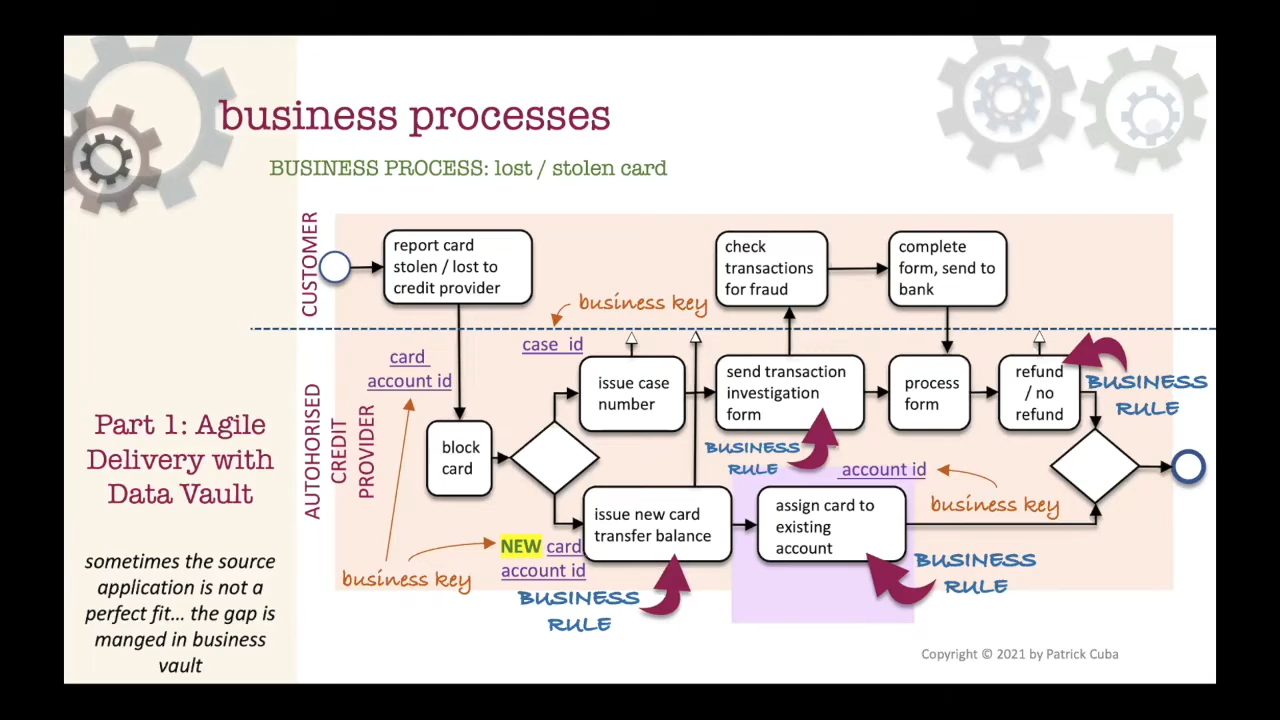 business processes
BUSINESS PROCESS: lost / stolen card
CUSTOMER
report card
stolen / lost to
credit provider
check
transactions
for fraud
complete
form, send to
bank
business key
case id
card
account id
AUTOHORISED
CREDIT
PROVIDER
block
card
issue case
number
send transaction
investigation
form
process
form
refund
/ no
refund
BUSINESS
RULE
BUSINESS
RULE
account id
business key
issue new card
transfer balance
assign card to
existing
account
NEW card
account id
business key
BUSINESS
RULE
BUSINESS
RULE
Part 1: Agile
Delivery with
Data Vault
sometimes the source
application is not a
perfect fit... the gap is
manged in business
vault
Copyright © 2021 by Patrick Cuba